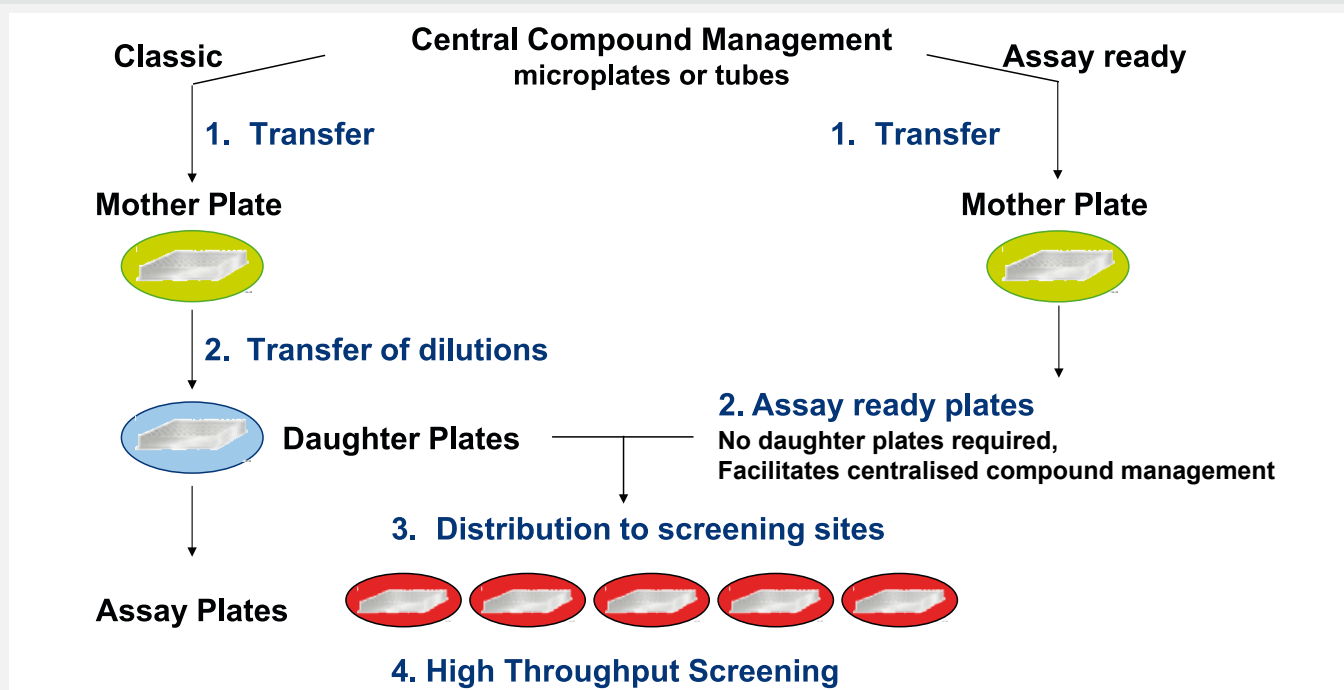 Classic
Central Compound Management
microplates or tubes
Assay ready
1. Transfer
1. Transfer
Mother Plate
Mother Plate
2. Transfer of dilutions
Daughter Plates
2. Assay ready plates
No daughter plates required,
Facilitates centralised compound management
3. Distribution to screening sites
Assay Plates
4. High Throughput Screening